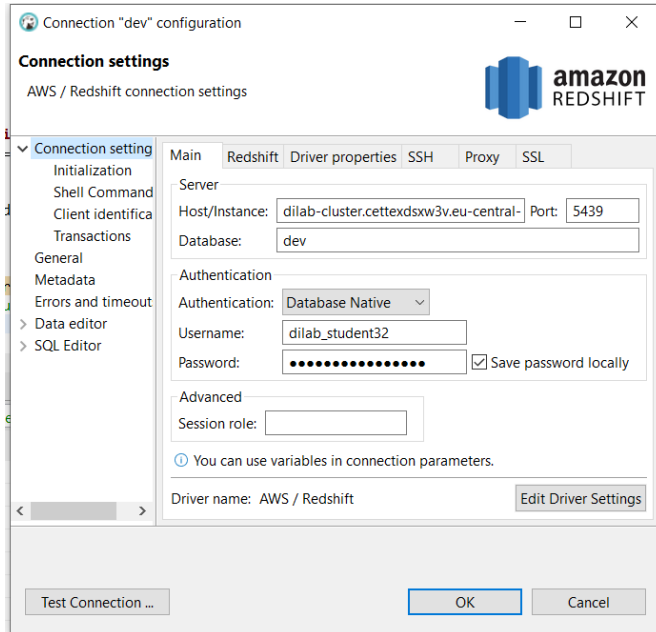 Connection "dev" configuration
Connection settings
AWS / Redshift connection settings
amazon
REDSHIFT
Connection setting
Initialization
Shell Command
Client identifica
Transactions
General
Metadata
Errors and timeout
Data editor
SQL Editor
Main Redshift Driver properties SSH Proxy SSL
Server
Host/Instance: dilab-cluster.cettexdsxw3v.eu-central- Port: 5439
Database: dev
Authentication
Authentication: Database Native
Username: dilab_student32
Password: ••••••••••••••••
Save password locally
Advanced
Session role:
You can use variables in connection parameters.
Driver name: AWS / Redshift Edit Driver Settings
Test Connection ... OK Cancel